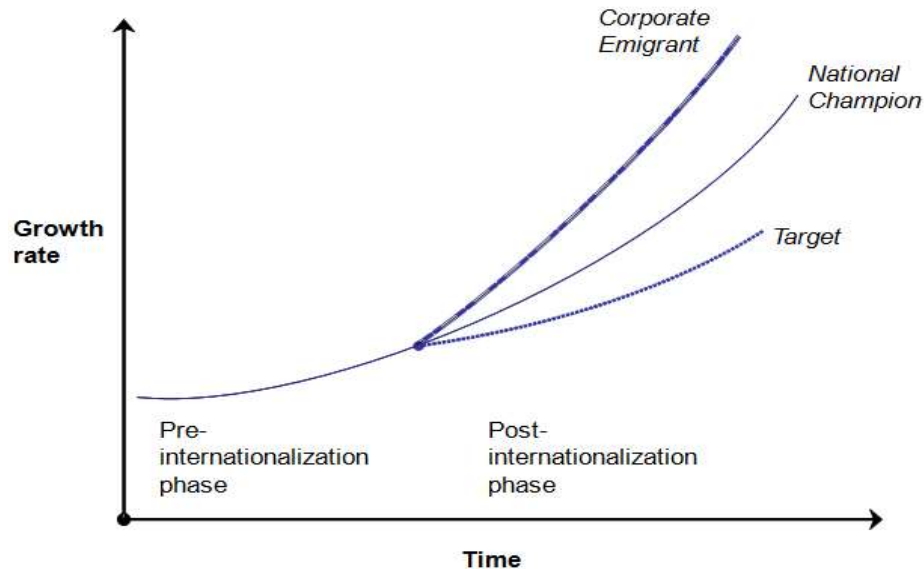 Corporate
Emigrant
National
Champion
Growth
rate
Target
Pre-
internationalization
phase
Post-
internationalization
phase
Time